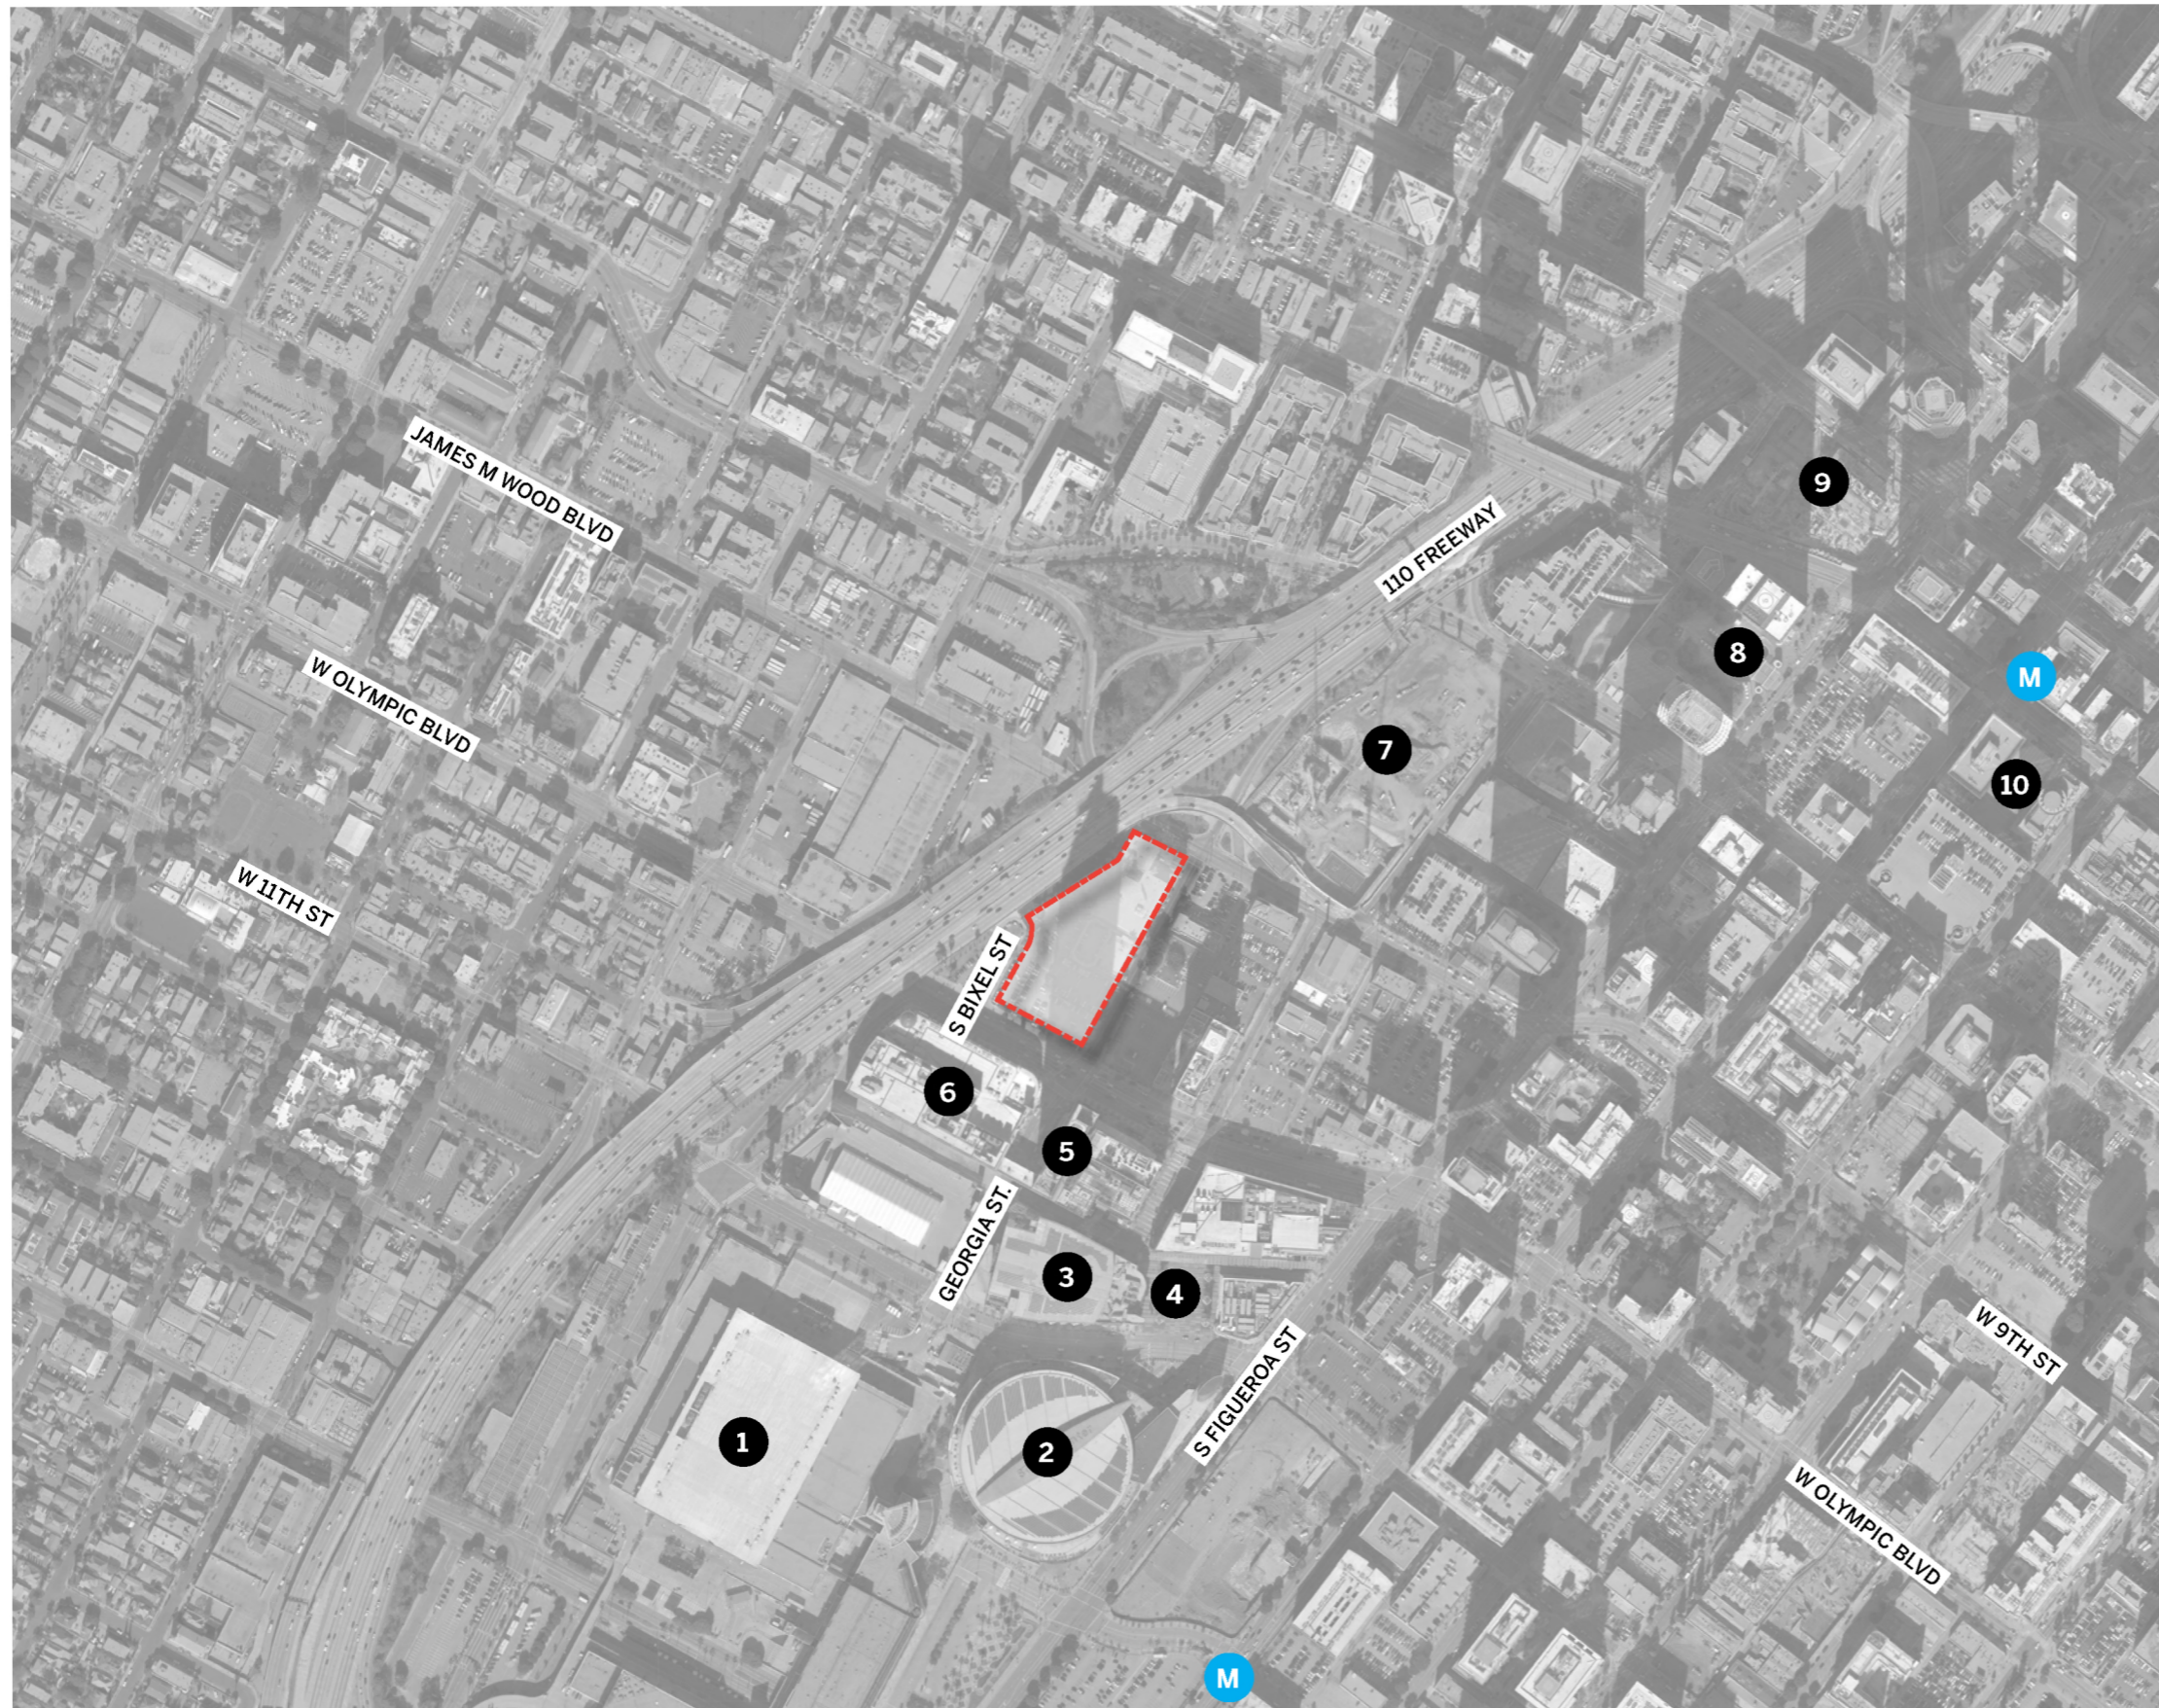 JAMES M WOOD BLVD
9
110 FREEWAY
8
M
W OLYMPIC BLVD
7
10
W 11TH ST
S BIXEL ST
6
5
GEORGIA ST.
3
4
W 9TH ST
S FIGUEROA ST
1
2
W OLYMPIC BLVD
M